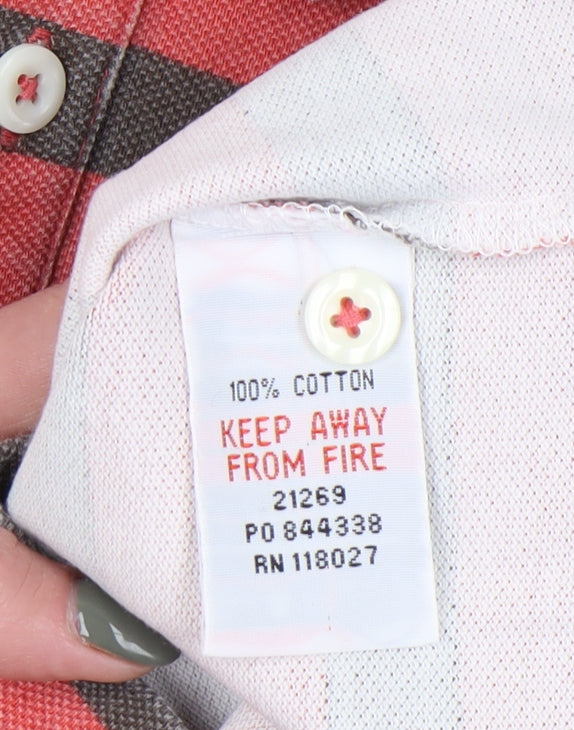 100% COTTON
KEEP AWAY
FROM FIRE
21269
PO 844338
RN 118027